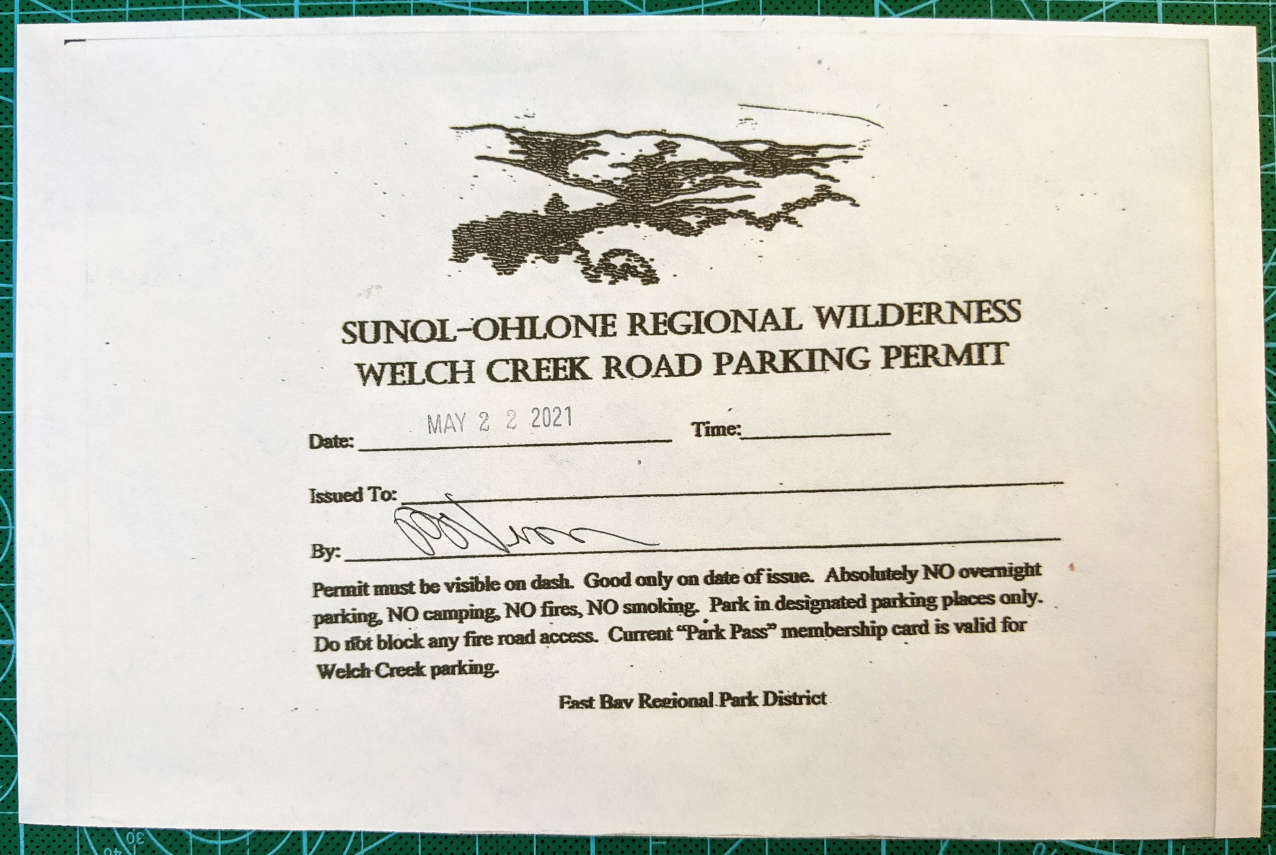 SUNOL-OHLONE REGIONAL WILDERNESS
WELCH CREEK ROAD PARKING PERMIT
Date: MAY 2 2 2021 Time:
Issued To:
By:
Permit must be visible on dash. Good only on date of issue. Absolutely NO overnight
parking, NO camping, NO fires, NO smoking. Park in designated parking places only.
Do not block any fire road access. Current “Park Pass” membership card is valid for
Welch Creek parking.
East Bay Regional Park District
30
40